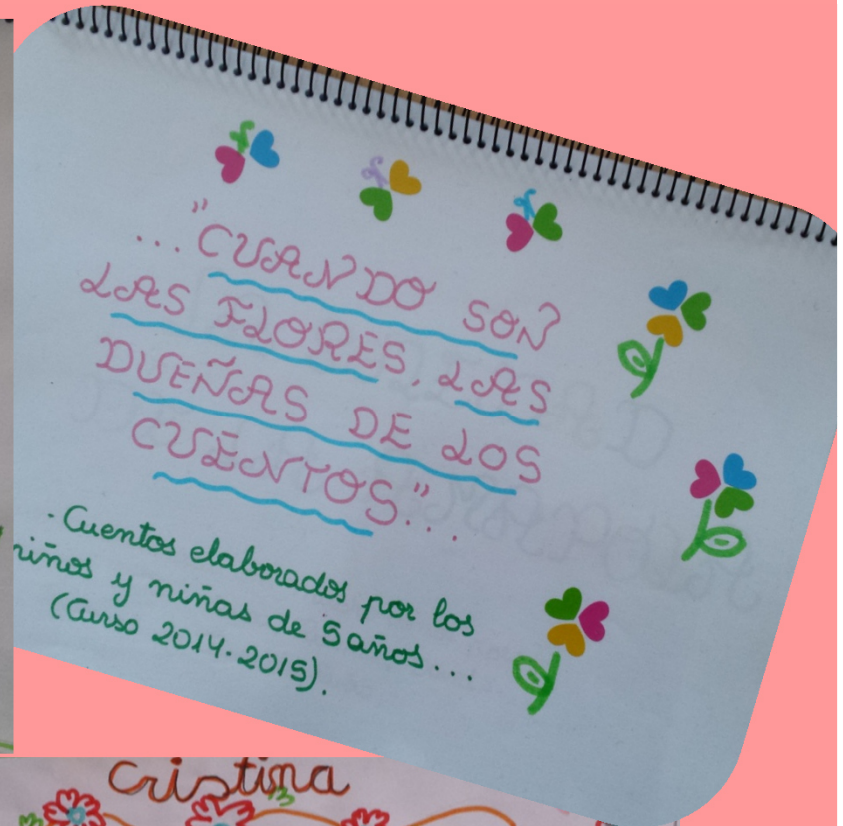 ..."CUANDO SON
LAS FLORES, LAS
DUEÑAS DE LOS
CUENTOS"...
- Cuentos elaborados por los
niños y niñas de 5 años...
(Curso 2014-2015).
Cristina